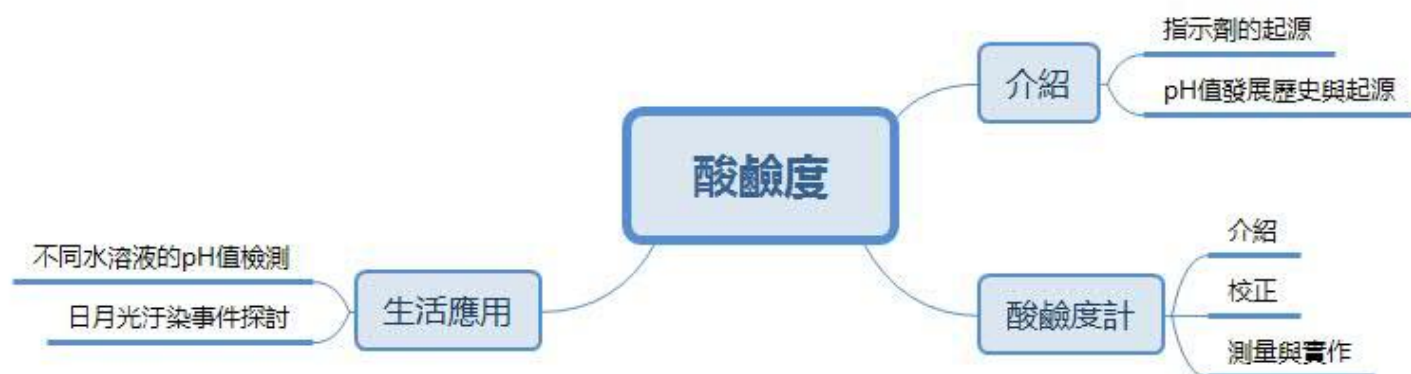 酸鹼度
介紹
指示劑的起源
pH值發展歷史與起源
酸鹼度計
介紹
校正
測量與實作
生活應用
不同水溶液的pH值檢測
日月光汙染事件探討